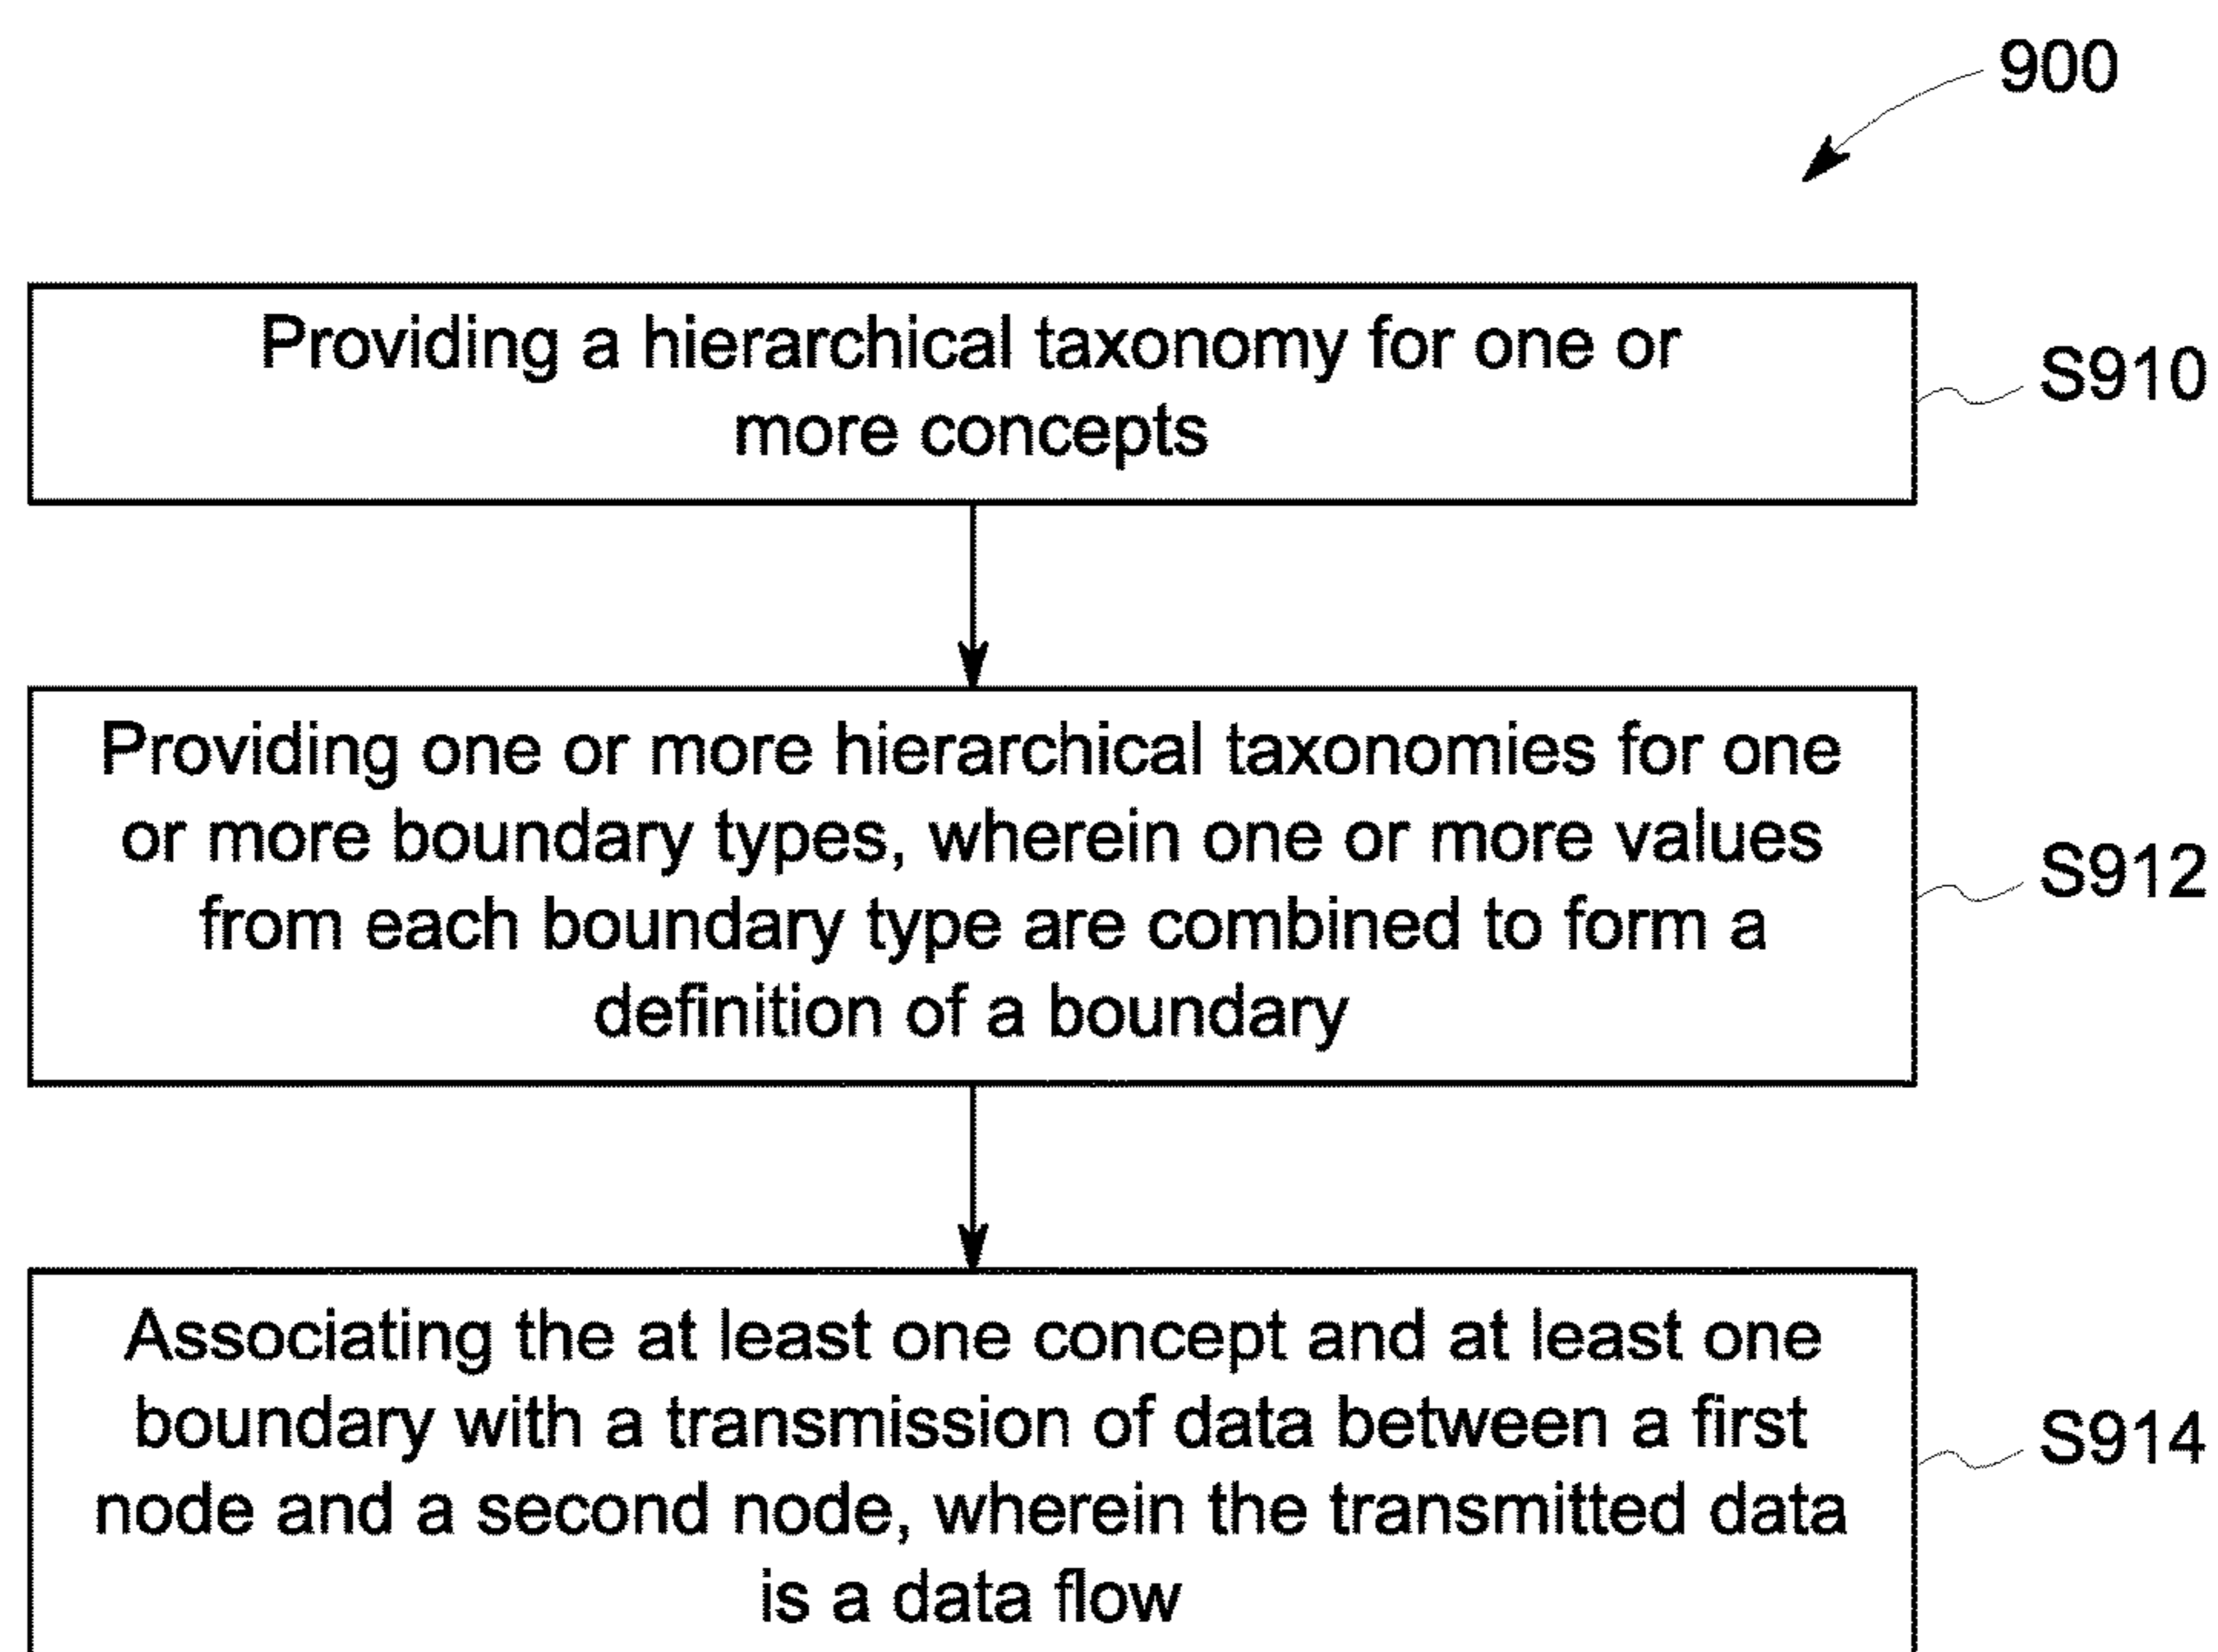 900
Providing a hierarchical taxonomy for one or
more concepts
S910
Providing one or more hierarchical taxonomies for one
or more boundary types, wherein one or more values
from each boundary type are combined to form a
definition of a boundary
S912
Associating the at least one concept and at least one
boundary with a transmission of data between a first
node and a second node, wherein the transmitted data
is a data flow
S914